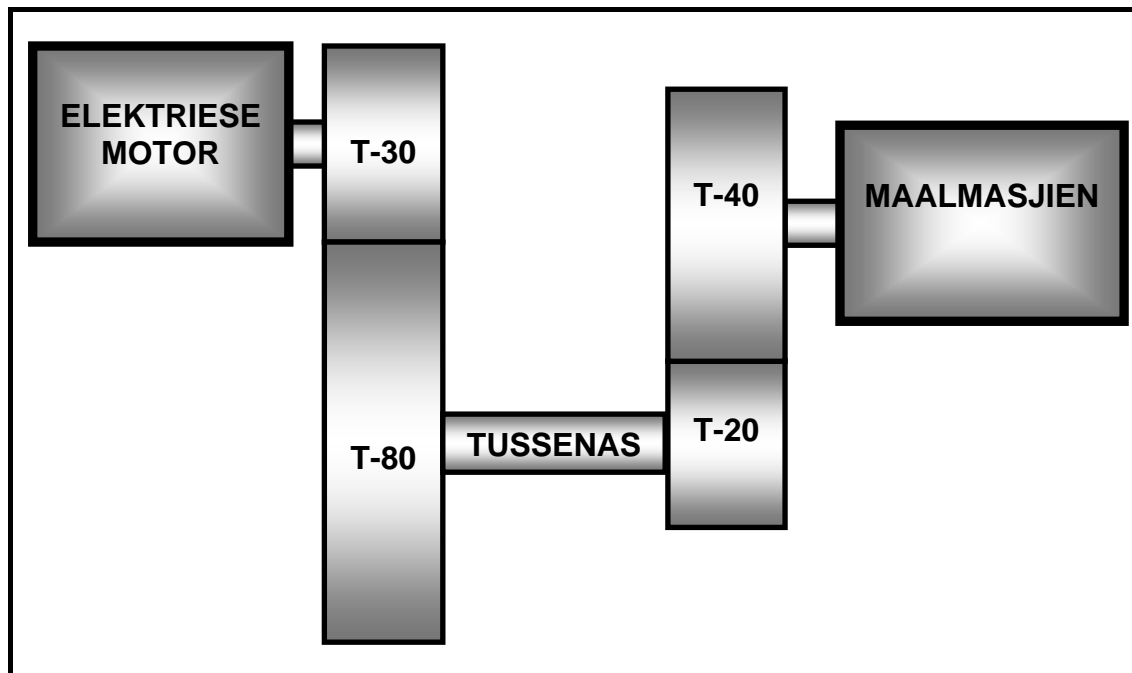 ELEKTRIESE
MOTOR
T-30
T-40
MAALMASJIEN
T-80
TUSSENAS
T-20